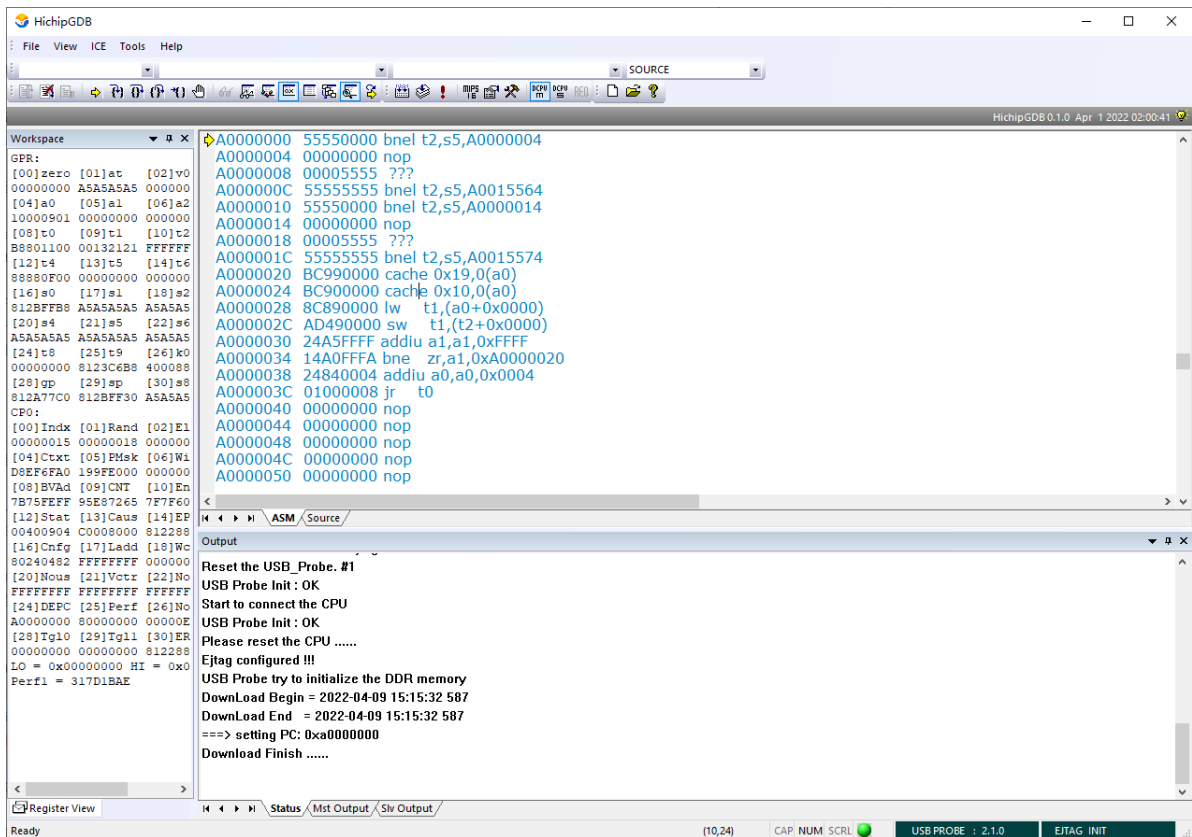 HichipGDB
File View ICE Tools Help
SOURCE
HichipGDB 0.1.0 Apr 1 2022 02:00:41
Workspace
GPR:
[00]zero [01]at [02]v0
00000000 A5A5A5A5 000000
[04]a0 [05]a1 [06]a2
10000901 00000000 000000
[08]t0 [09]t1 [10]t2
B8801100 00132121 FFFFFF
[12]t4 [13]t5 [14]t6
88880F00 00000000 000000
[16]s0 [17]s1 [18]s2
812BFFB8 A5A5A5A5 A5A5A5
[20]s4 [21]s5 [22]s6
A5A5A5A5 A5A5A5A5 A5A5A5
[24]t8 [25]t9 [26]k0
00000000 8123C6B8 400088
[28]gp [29]sp [30]s8
812A77C0 812BFF30 A5A5A5
CP0:
[00]Indx [01]Rand [02]El
00000015 00000018 000000
[04]Ctxt [05]PMsk [06]Wi
D8EF6FA0 199FE000 000000
[08]BVAd [09]CNT [10]En
7B75FEFF 95E87265 7F7F60
[12]Stat [13]Caus [14]EP
00400904 C0008000 812288
[16]Cnfg [17]Ladd [18]Wc
80240482 FFFFFFFF 000000
[20]Nous [21]Vctr [22]No
FFFFFFFF FFFFFFFF FFFFFF
[24]DEPC [25]Perf [26]No
A0000000 80000000 00000E
[28]Tgl0 [29]Tgl1 [30]ER
00000000 00000000 812288
LO = 0x00000000 HI = 0x0
Perf1 = 317D1BAE
Register View
A0000000 55550000 bnel t2,s5,A0000004
A0000004 00000000 nop
A0000008 00005555 ???
A000000C 55555555 bnel t2,s5,A0015564
A0000010 55550000 bnel t2,s5,A0000014
A0000014 00000000 nop
A0000018 00005555 ???
A000001C 55555555 bnel t2,s5,A0015574
A0000020 BC990000 cache 0x19,0(a0)
A0000024 BC900000 cache 0x10,0(a0)
A0000028 8C890000 lw t1,(a0+0x0000)
A000002C AD490000 sw t1,(t2+0x0000)
A0000030 24A5FFFF addiu a1,a1,0xFFFF
A0000034 14A0FFFA bne zr,a1,0xA0000020
A0000038 24840004 addiu a0,a0,0x0004
A000003C 01000008 jr t0
A0000040 00000000 nop
A0000044 00000000 nop
A0000048 00000000 nop
A000004C 00000000 nop
A0000050 00000000 nop
ASM Source
Output
Reset the USB_Probe. #1
USB Probe Init : OK
Start to connect the CPU
USB Probe Init : OK
Please reset the CPU ......
Ejtag configured !!!
USB Probe try to initialize the DDR memory
DownLoad Begin = 2022-04-09 15:15:32 587
DownLoad End = 2022-04-09 15:15:32 587
===> setting PC: 0xa0000000
Download Finish ......
Status Mst Output Slv Output
Ready (10,24) CAP NUM SCRL USB PROBE : 2.1.0 EJTAG INIT